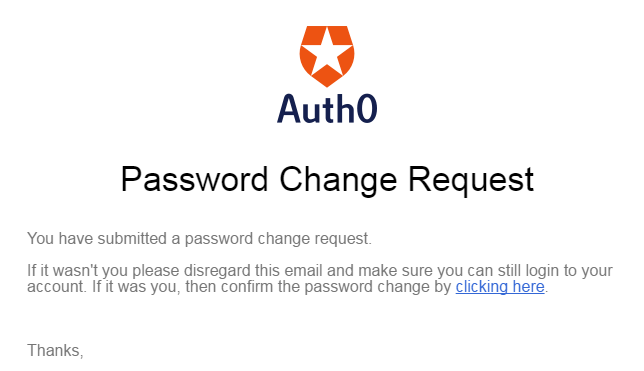 Auth0
Password Change Request
You have submitted a password change request.
If it wasn't you please disregard this email and make sure you can still login to your
account. If it was you, then confirm the password change by clicking here.
Thanks,